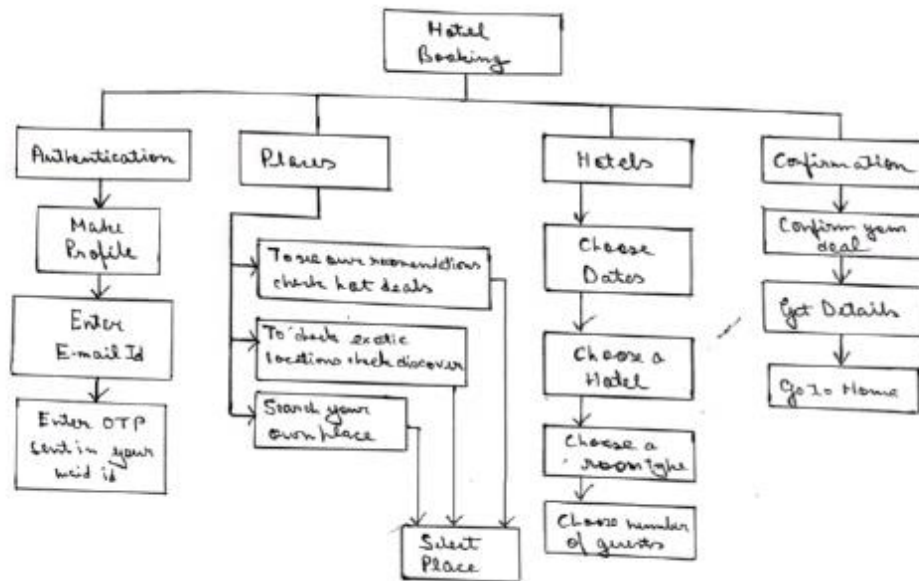 Hotel
Booking
Authentication
Places
Hotels
Confirmation
Make
Profile
Enter
E-mail Id
Enter OTP
sent in your
id
To see our
check hot deals
To check exotic
locations check discover
Search your
own place
Select
Place
Choose
Dates
Choose a
Hotel
Choose a
room type
Choose number
of guests
Confirm your
deal
Get Details
Go to Home